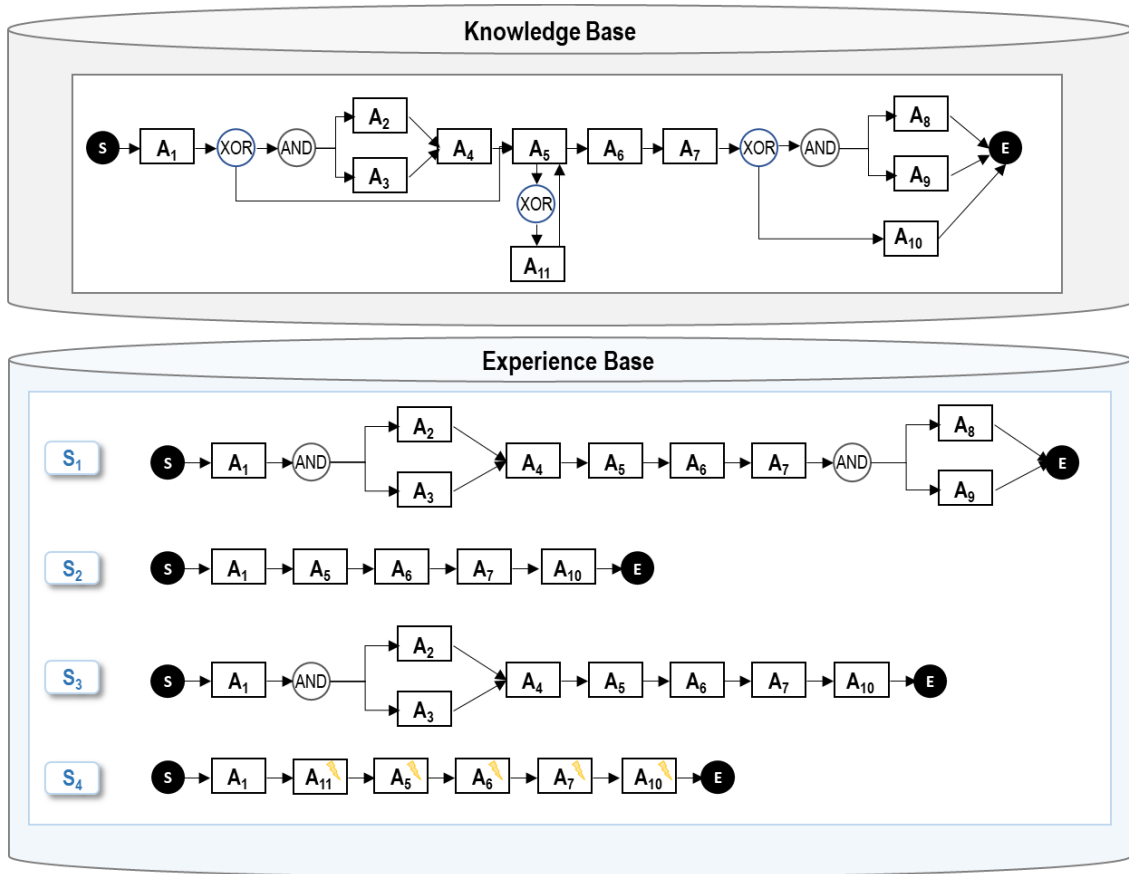 Knowledge Base
S A₁ XOR AND A₂ A₃ A₄ A₅ A₆ A₇ XOR AND A₈ A₉ E
XOR
A₁₀
A₁₁
Experience Base
S₁ S A₁ AND A₂ A₃ A₄ A₅ A₆ A₇ AND A₈ A₉ E
S₂ S A₁ A₅ A₆ A₇ A₁₀ E
S₃ S A₁ AND A₂ A₃ A₄ A₅ A₆ A₇ A₁₀ E
S₄ S A₁ A₁₁ A₅ A₆ A₇ A₁₀ E